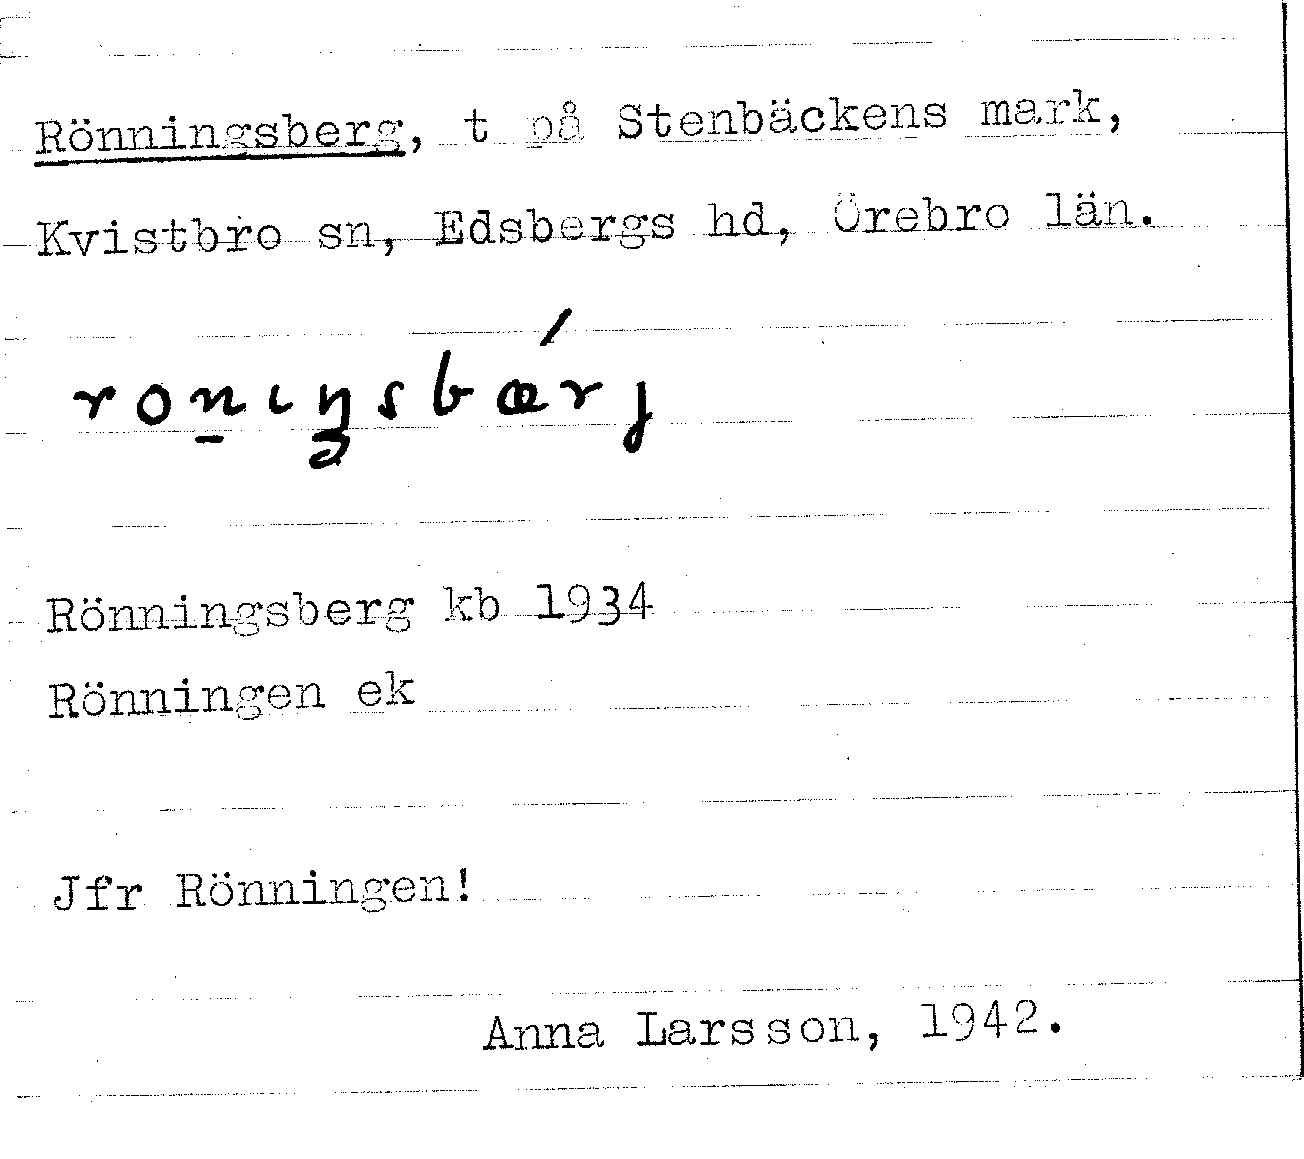 Rönningsberg, t på Stenbäckens mark,
Kvistbro sn, Edsbergs hd, Örebro län.
ronıŋsbærj
Rönningsberg kb 1934
Rönningen ek
Jfr Rönningen!
Anna Larsson, 1942.